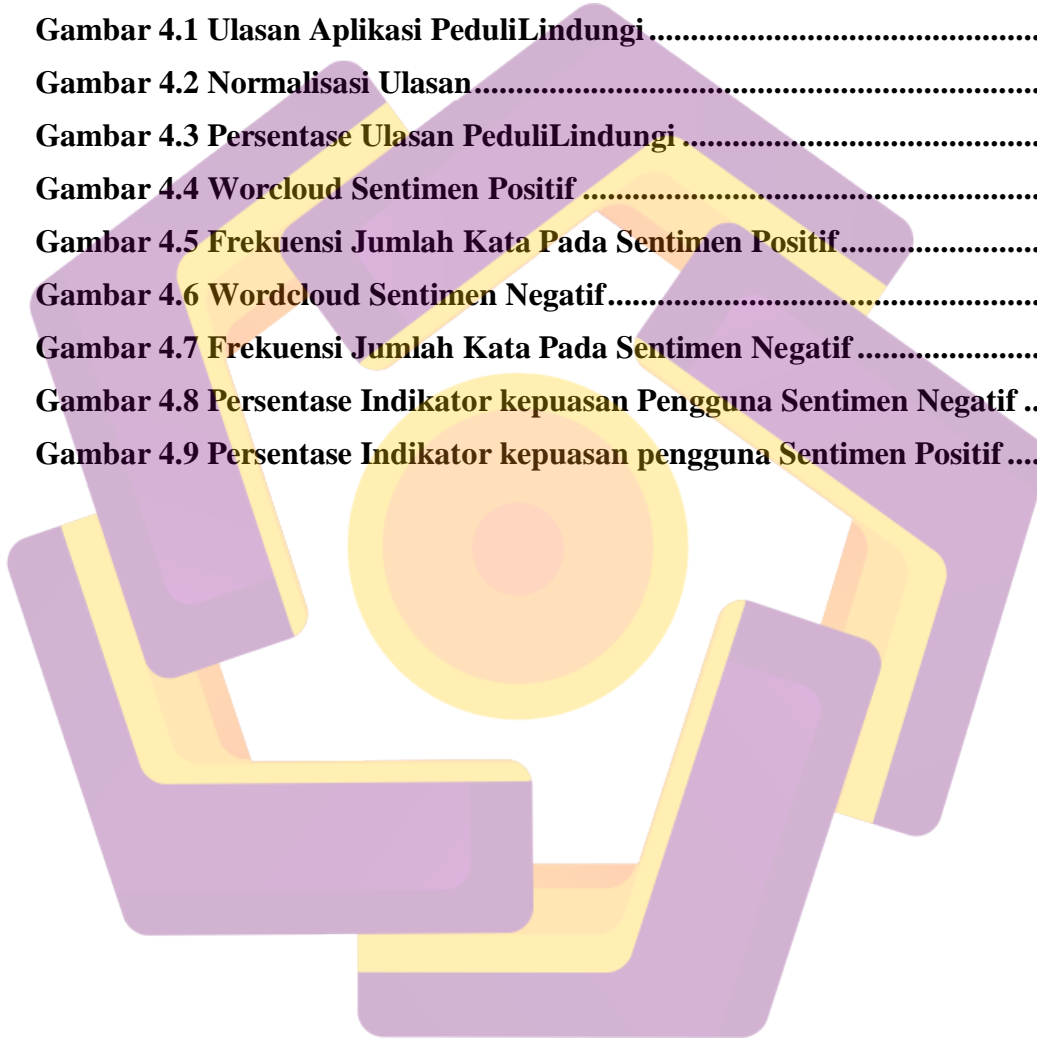 Gambar 4.1 Ulasan Aplikasi PeduliLindungi.......................................
Gambar 4.2 Normalisasi Ulasan.........................................................
Gambar 4.3 Persentase Ulasan PeduliLindungi ...................................
Gambar 4.4 Worcloud Sentimen Positif .............................................
Gambar 4.5 Frekuensi Jumlah Kata Pada Sentimen Positif....................
Gambar 4.6 Wordcloud Sentimen Negatif...........................................
Gambar 4.7 Frekuensi Jumlah Kata Pada Sentimen Negatif..................
Gambar 4.8 Persentase Indikator kepuasan Pengguna Sentimen Negatif ..
Gambar 4.9 Persentase Indikator kepuasan pengguna Sentimen Positif ....